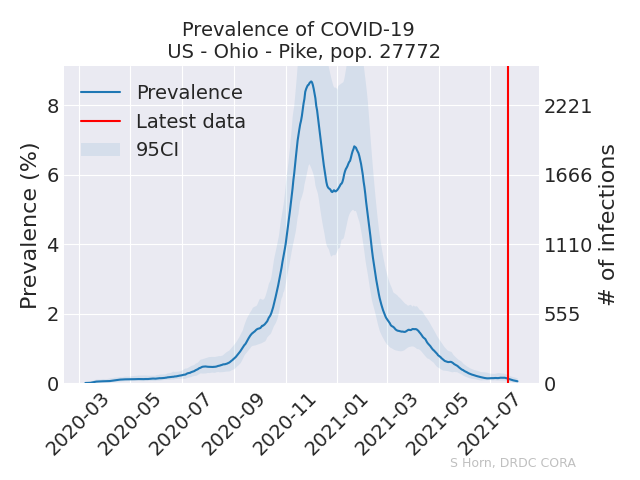 Prevalence of COVID-19
US - Ohio - Pike, pop. 27772
Prevalence
Latest data
95CI
Prevalence (%)
8
6
4
2
0
2221
1666
1110
555
0
# of infections
2020-03
2020-05
2020-07
2020-09
2020-11
2021-01
2021-03
2021-05
2021-07
S Horn, DRDC CORA